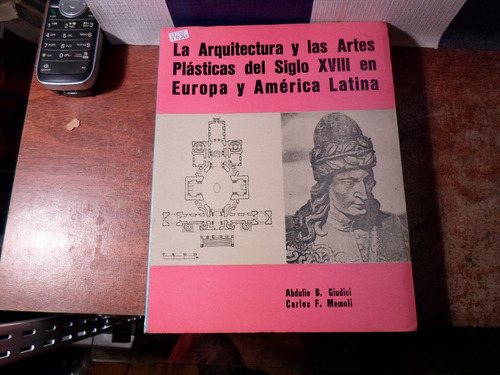 La Arquitectura y las Artes
Plásticas del Siglo XVIII en
Europa y América Latina
Abdulio B. Giudici
Carlos F. Memoli